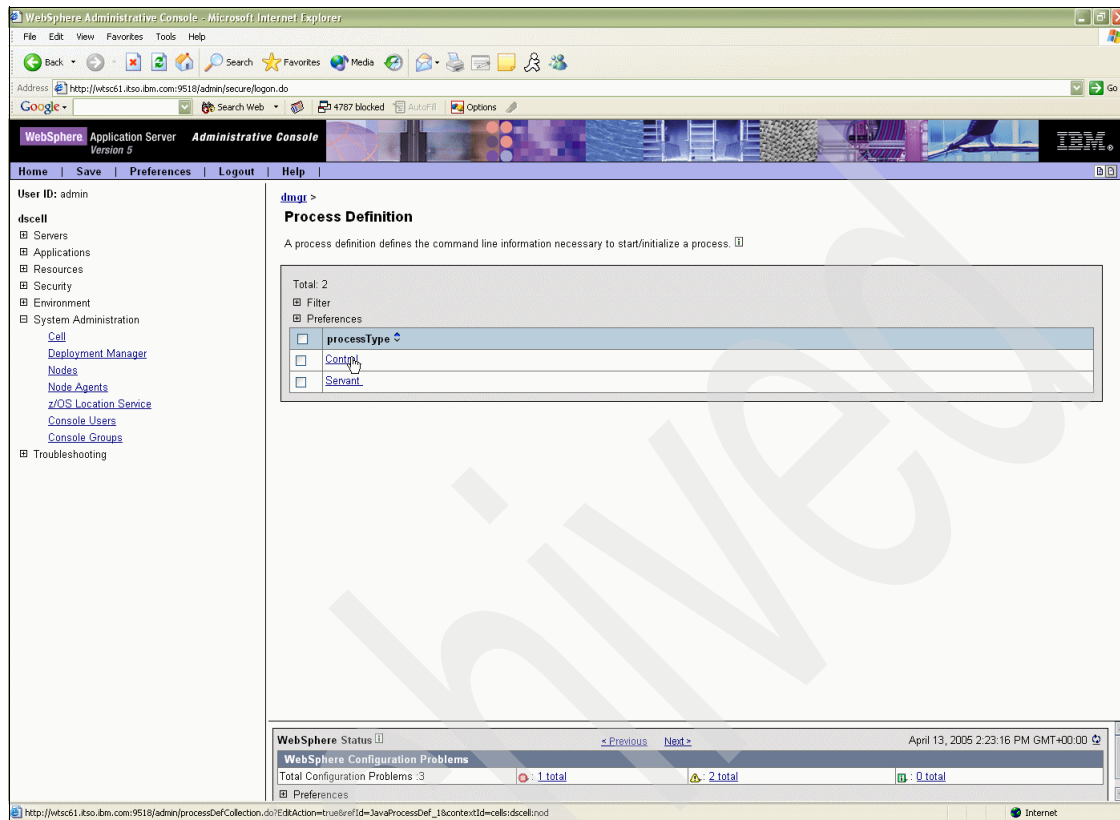 WebSphere Administrative Console - Microsoft Internet Explorer
File Edit View Favorites Tools Help
Back Search Favorites Media
Address http://wtsc61.itso.ibm.com:9518/admin/secure/logon.do Go
Google Search Web 4787 blocked AutoFill Options
WebSphere Application Server Administrative Console
Version 5
IBM
Home | Save | Preferences | Logout | Help |
User ID: admin
dscell
Servers
Applications
Resources
Security
Environment
System Administration
Cell
Deployment Manager
Nodes
Node Agents
z/OS Location Service
Console Users
Console Groups
Troubleshooting
dmgr >
Process Definition
A process definition defines the command line information necessary to start/initialize a process.
Total: 2
Filter
Preferences
processType
Control
Servant
WebSphere Status < Previous Next > April 13, 2005 2:23:16 PM GMT+00:00
WebSphere Configuration Problems
Total Configuration Problems :3 : 1 total : 2 total : 0 total
Preferences
http://wtsc61.itso.ibm.com:9518/admin/processDefCollection.do?EditAction=true&refId=JavaProcessDef_1&contextId=cells:dscell:nod Internet
hived